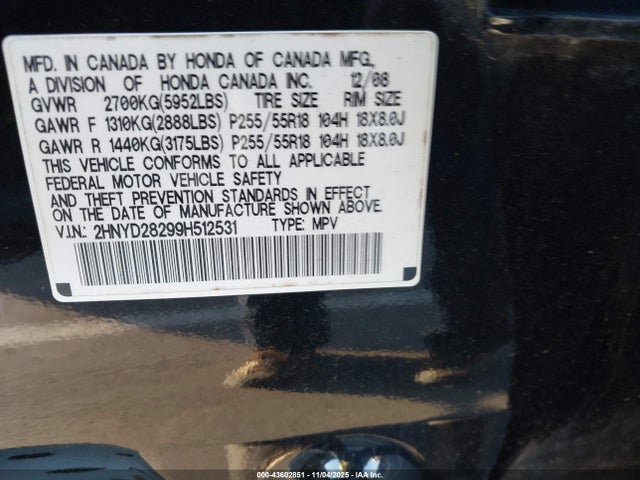 MFD. IN CANADA BY HONDA OF CANADA MFG.,
A DIVISION OF HONDA CANADA INC. 12/08
GVWR 2700KG(5952LBS) TIRE SIZE RIM SIZE
GAWR F 1310KG(2888LBS) P255/55R18 104H 18X8.0J
GAWR R 1440KG(3175LBS) P255/55R18 104H 18X8.0J
THIS VEHICLE CONFORMS TO ALL APPLICABLE
FEDERAL MOTOR VEHICLE SAFETY
AND THEFT PREVENTION STANDARDS IN EFFECT
ON THE DATE OF MANUFACTURE SHOWN ABOVE.
V.I.N.: 2HNYD28299H512531 TYPE: MPV
000-43602851 - 11/04/2025 - IAAI.COM